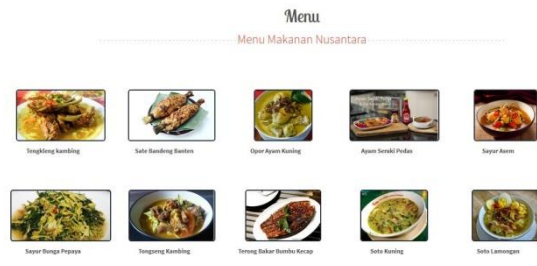 Menu
Menu Makanan Nusantara
Tengkleng kambing
Sate Bandeng Banten
Opor Ayam Kuning
Ayam Seraki Pedas
Sayur Asem
Sayur Bunga Pepaya
Tongseng Kambing
Terong Bakar Bumbu Kecap
Soto Kuning
Soto Lamongan